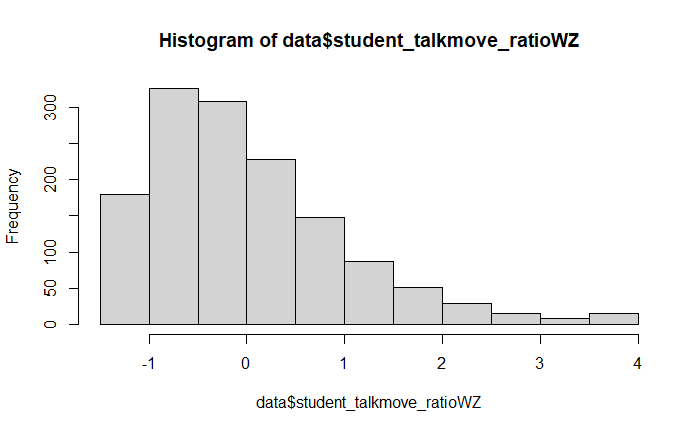 Histogram of data$student_talkmove_ratioWZ
Frequency
300
200
100
50
0
-1 0 1 2 3 4
data$student_talkmove_ratioWZ